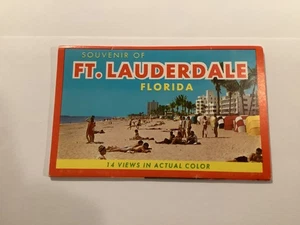 SOUVENIR OF
FT. LAUDERDALE
FLORIDA
14 VIEWS IN ACTUAL COLOR